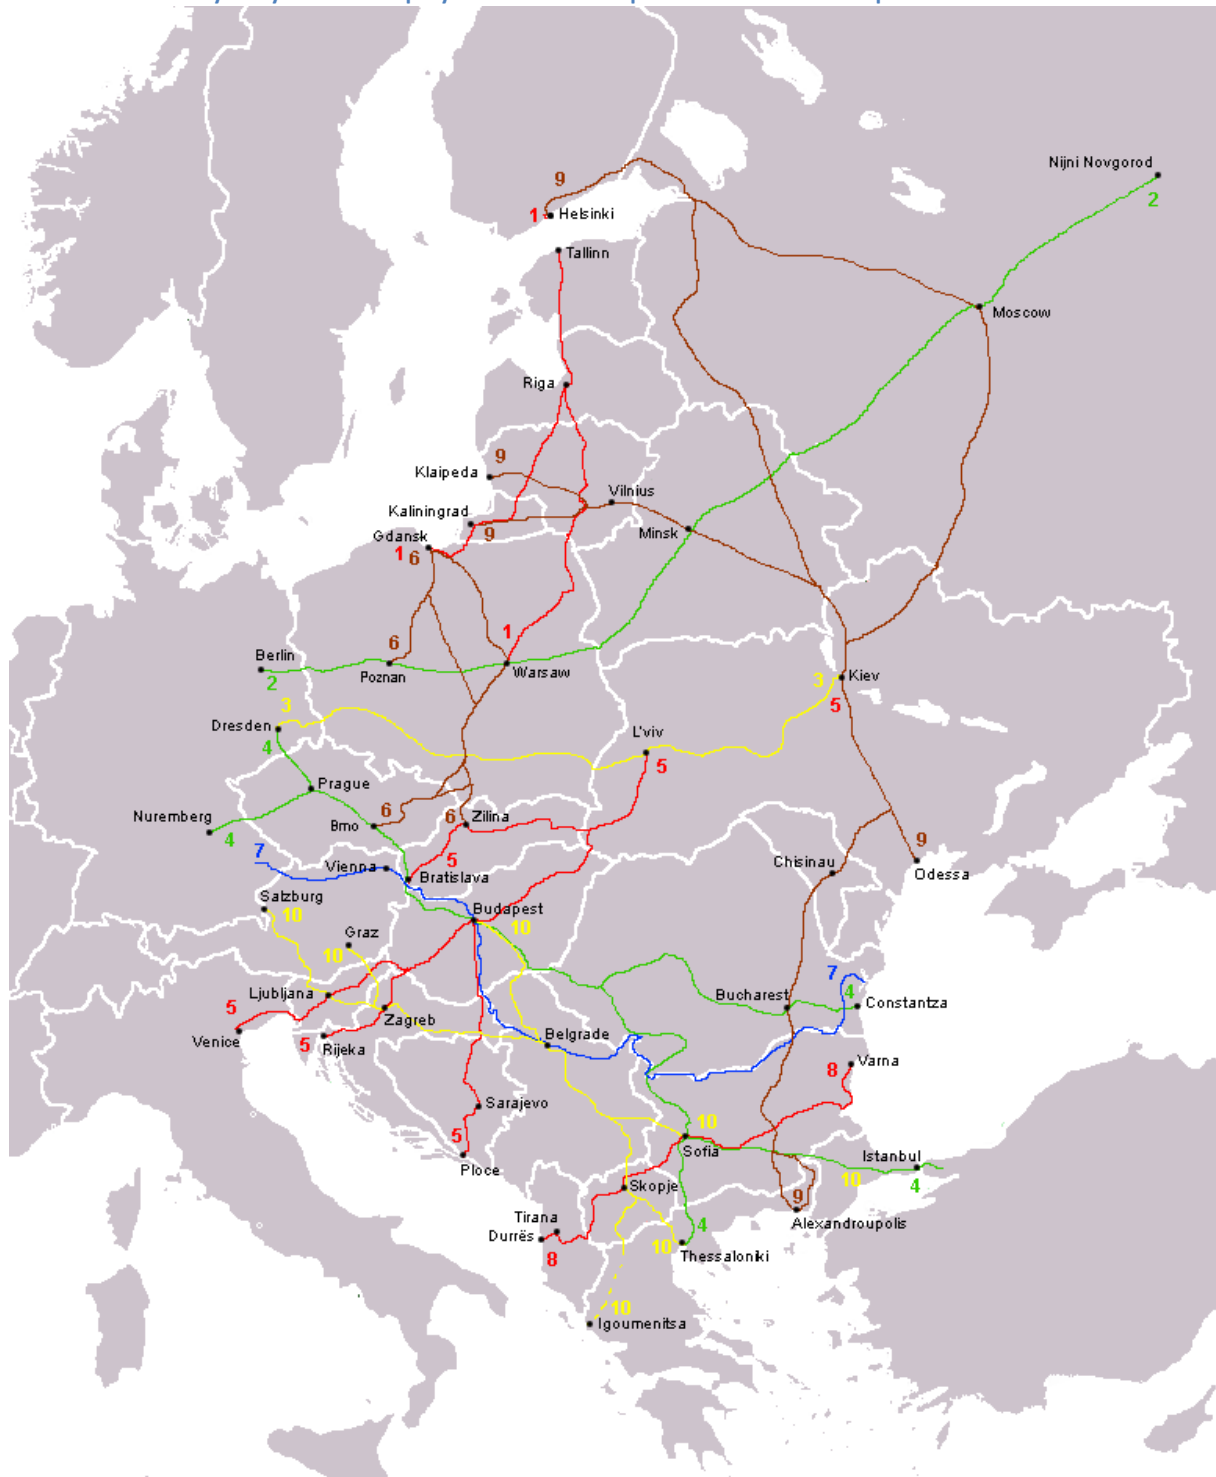 Nijni Novgorod
9
2
1
Helsinki
Tallinn
Moscow
Riga
9
Klaipeda
Vilnius
Kaliningrad
9
Minsk
Gdansk
1
6
1
6
Berlin
Poznan
Warsaw
2
3
Kiev
3
5
Dresden
4
L'viv
5
Prague
6
6
Zilina
Nuremberg
Brno
4
9
7
Vienna
5
Bratislava
Chisinau
Odessa
Salzburg
10
Budapest
10
Graz
10
7
Ljubljana
Bucharest
4
Constantza
5
Zagreb
Venice
5
Rijeka
Belgrade
Varna
8
Sarajevo
10
5
Sofia
Ploce
Istanbul
10
4
Skopje
9
Tirana
Alexandroupolis
Durrës
4
8
10
Thessaloniki
10
Igoumenitsa